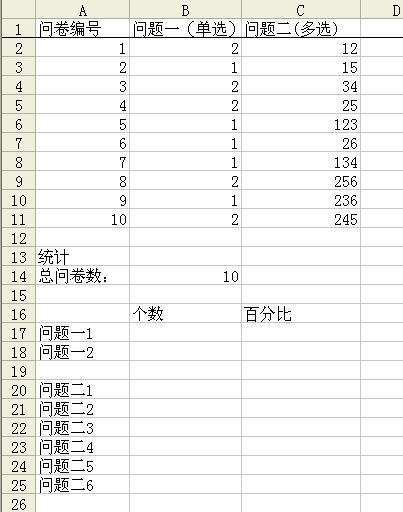 A B C D
1 问卷编号 问题一（单选） 问题二(多选)
2 1 2 12
3 2 1 15
4 3 2 34
5 4 2 25
6 5 1 123
7 6 1 26
8 7 1 134
9 8 2 256
10 9 1 236
11 10 2 245
12
13 统计
14 总问卷数： 10
15
16 个数 百分比
17 问题一1
18 问题一2
19
20 问题二1
21 问题二2
22 问题二3
23 问题二4
24 问题二5
25 问题二6
26